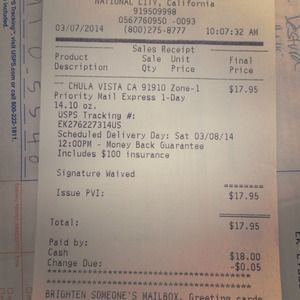 NATIONAL CITY, California
919509998
0567760950 -0093
03/07/2014 (800)275-8777 10:07:32 AM
Sales Receipt
Product Sale Unit Final
Description Qty Price Price
CHULA VISTA CA 91910 Zone-1 $17.95
Priority Mail Express 1-Day
14.10 oz.
USPS Tracking #:
EK276227314US
Scheduled Delivery Day: Sat 03/08/14
12:00PM - Money Back Guarantee
Includes $100 insurance
Signature Waived
========
Issue PVI: $17.95
========
Total: $17.95
Paid by:
Cash $18.00
Change Due: -$0.05
BRIGHTEN SOMEONE'S MAILBOX. Greeting cards